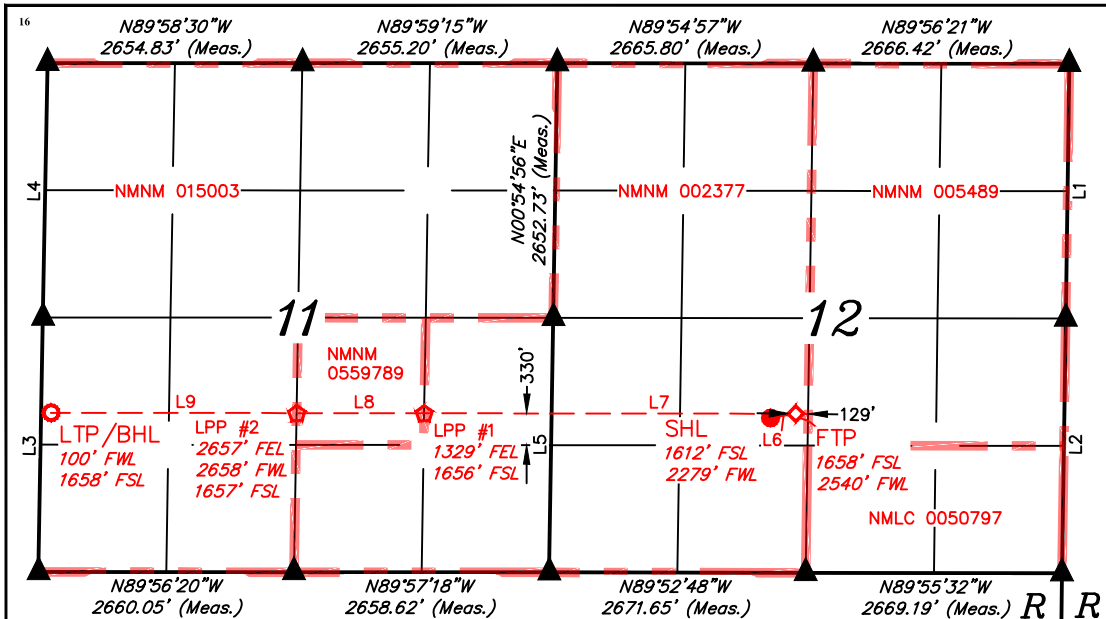 16
N89°58'30"W
2654.83' (Meas.)
N89°59'15"W
2655.20' (Meas.)
N89°54'57"W
2665.80' (Meas.)
N89°56'21"W
2666.42' (Meas.)
L4
NMNM 015003
N00°54'56"E
2652.73' (Meas.)
NMNM 002377
NMNM 005489
L1
11
12
NMNM
0559789
330'
L9
L8
L7
129'
L3
LTP/BHL
100' FWL
1658' FSL
LPP #2
2657' FEL
2658' FWL
1657' FSL
LPP #1
1329' FEL
1656' FSL
L5
SHL
1612' FSL
2279' FWL
L6
FTP
1658' FSL
2540' FWL
L2
NMLC 0050797
N89°56'20"W
2660.05' (Meas.)
N89°57'18"W
2658.62' (Meas.)
N89°52'48"W
2671.65' (Meas.)
N89°55'32"W
2669.19' (Meas.)
R R